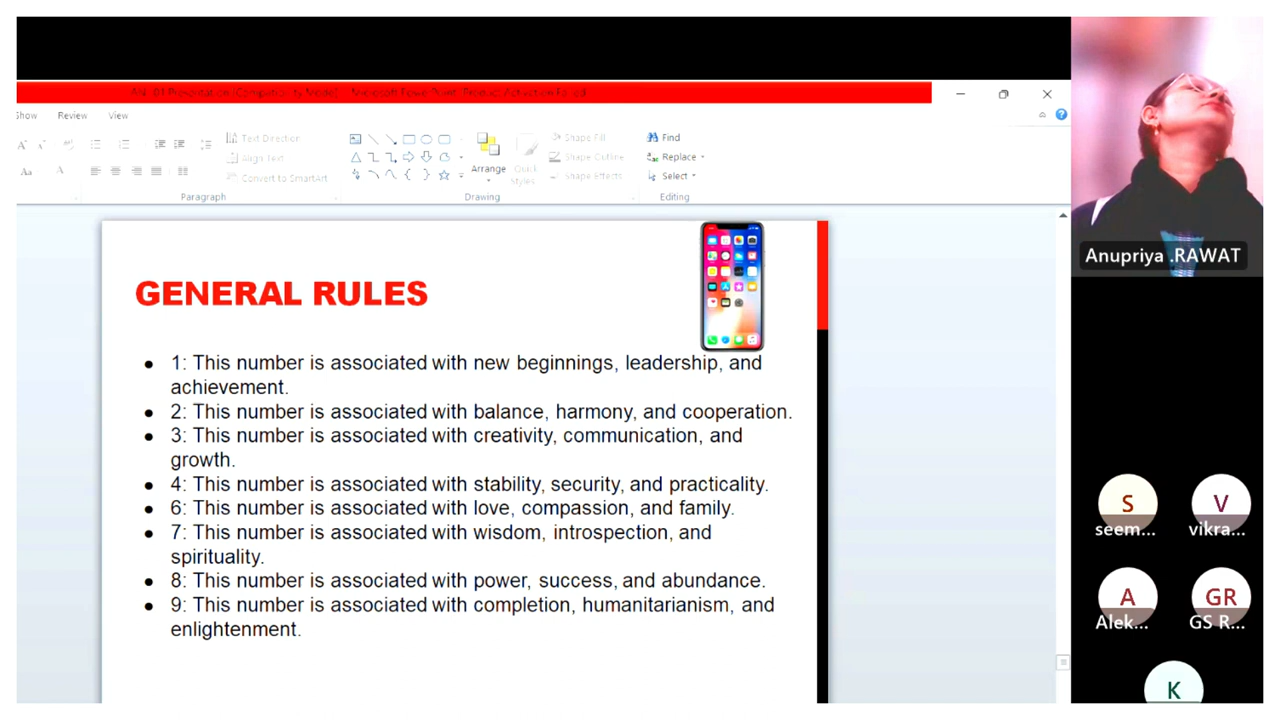 Show Review View
Text Direction
Align Text
Convert to SmartArt
Paragraph
Arrange
Quick
Styles
Shape Fill
Shape Outline
Shape Effects
Drawing
Find
Replace
Select
Editing
GENERAL RULES
1: This number is associated with new beginnings, leadership, and
achievement.
2: This number is associated with balance, harmony, and cooperation.
3: This number is associated with creativity, communication, and
growth.
4: This number is associated with stability, security, and practicality.
6: This number is associated with love, compassion, and family.
7: This number is associated with wisdom, introspection, and
spirituality.
8: This number is associated with power, success, and abundance.
9: This number is associated with completion, humanitarianism, and
enlightenment.
Anupriya .RAWAT
S
seem...
V
vikra...
A
Alek...
GR
GS R...
K